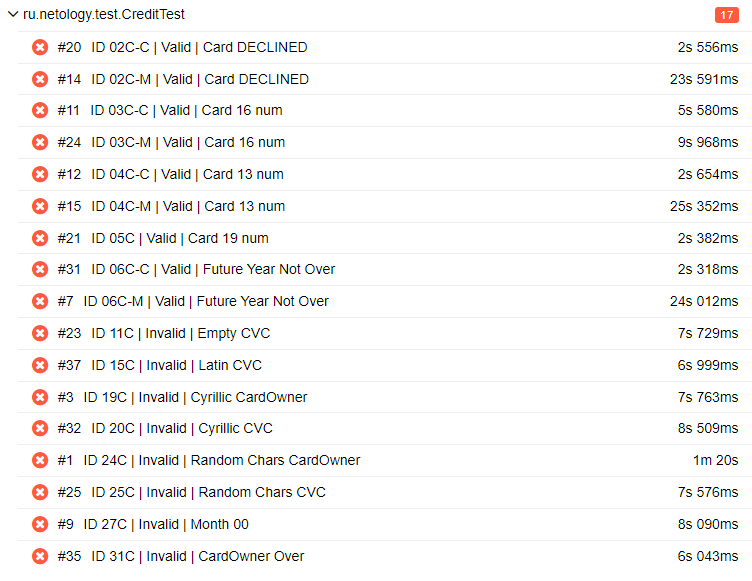 ru.netology.test.CreditTest 17
#20 ID 02C-C | Valid | Card DECLINED 2s 556ms
#14 ID 02C-M | Valid | Card DECLINED 23s 591ms
#11 ID 03C-C | Valid | Card 16 num 5s 580ms
#24 ID 03C-M | Valid | Card 16 num 9s 968ms
#12 ID 04C-C | Valid | Card 13 num 2s 654ms
#15 ID 04C-M | Valid | Card 13 num 25s 352ms
#21 ID 05C | Valid | Card 19 num 2s 382ms
#31 ID 06C-C | Valid | Future Year Not Over 2s 318ms
#7 ID 06C-M | Valid | Future Year Not Over 24s 012ms
#23 ID 11C | Invalid | Empty CVC 7s 729ms
#37 ID 15C | Invalid | Latin CVC 6s 999ms
#3 ID 19C | Invalid | Cyrillic CardOwner 7s 763ms
#32 ID 20C | Invalid | Cyrillic CVC 8s 509ms
#1 ID 24C | Invalid | Random Chars CardOwner 1m 20s
#25 ID 25C | Invalid | Random Chars CVC 7s 576ms
#9 ID 27C | Invalid | Month 00 8s 090ms
#35 ID 31C | Invalid | CardOwner Over 6s 043ms